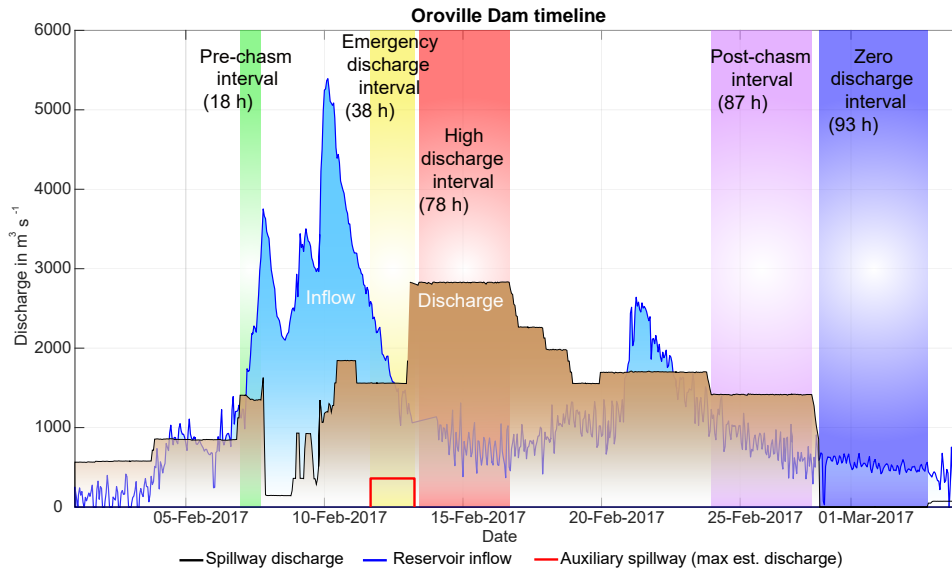 Oroville Dam timeline
6000
5000
4000
3000
2000
1000
0
Discharge in m³ s⁻¹
Pre-chasm
interval
(18 h)
Emergency
discharge
interval
(38 h)
High
discharge
interval
(78 h)
Post-chasm
interval
(87 h)
Zero
discharge
interval
(93 h)
Inflow
Discharge
05-Feb-2017
10-Feb-2017
15-Feb-2017
20-Feb-2017
25-Feb-2017
01-Mar-2017
Date
Spillway discharge
Reservoir inflow
Auxiliary spillway (max est. discharge)